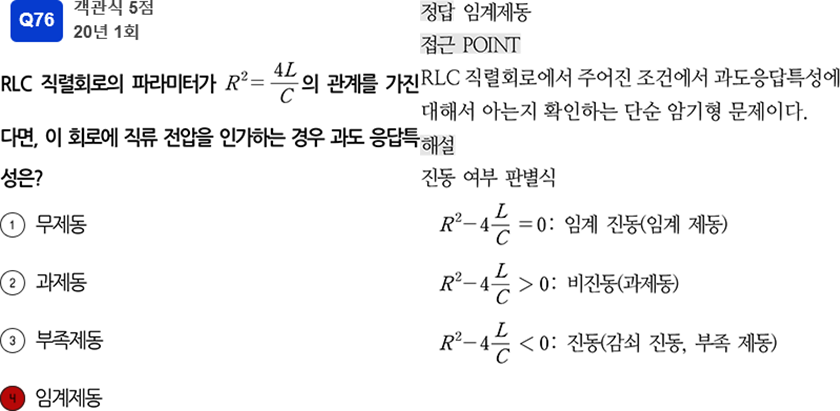 Q76
객관식 5점
20년 1회
RLC 직렬회로의 파라미터가 R² = 4L/C 의 관계를 가진
다면, 이 회로에 직류 전압을 인가하는 경우 과도 응답특
성은?
① 무제동
② 과제동
③ 부족제동
④ 임계제동
정답 임계제동
접근 POINT
RLC 직렬회로에서 주어진 조건에서 과도응답특성에
대해서 아는지 확인하는 단순 암기형 문제이다.
해설
진동 여부 판별식
R² − 4 L/C = 0: 임계 진동(임계 제동)
R² − 4 L/C > 0: 비진동(과제동)
R² − 4 L/C < 0: 진동(감쇠 진동, 부족 제동)